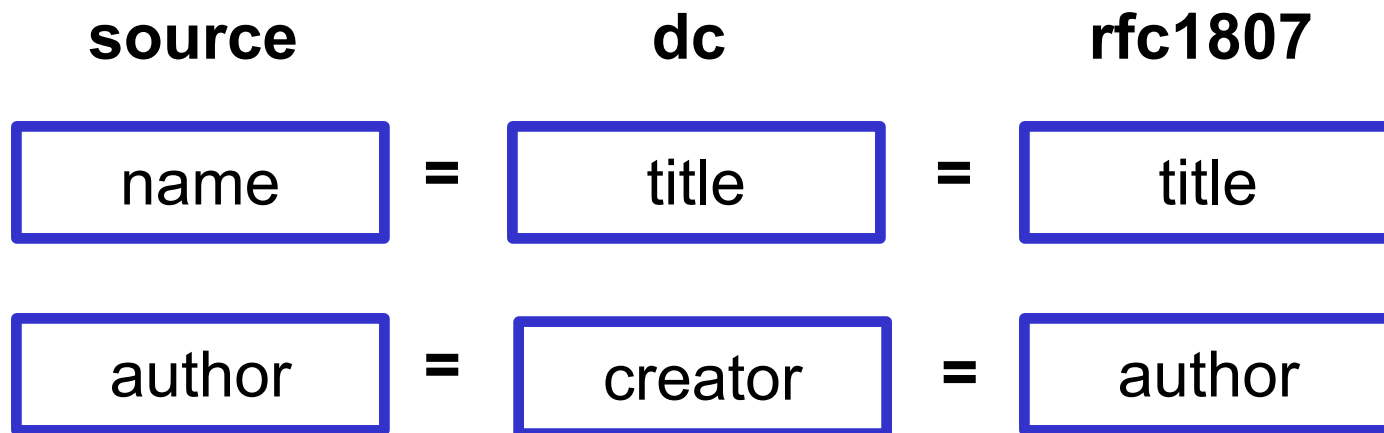 source dc rfc1807
name = title = title
author = creator = author